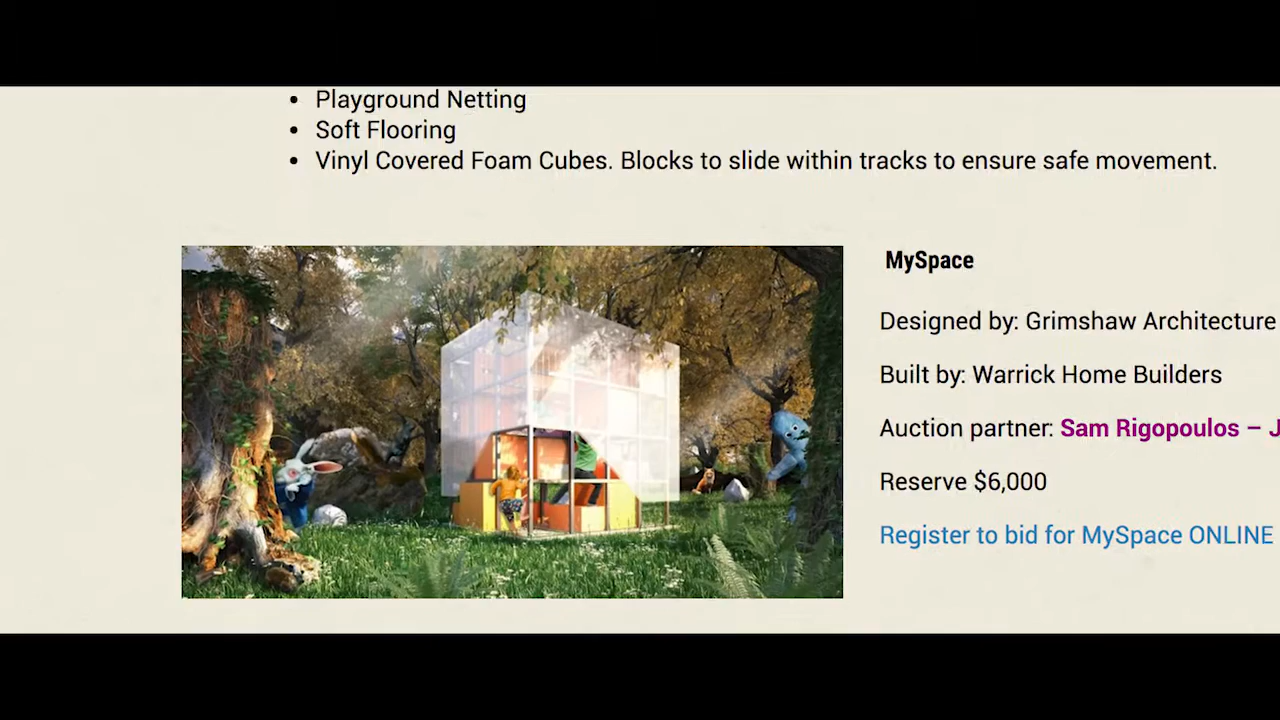 Playground Netting
Soft Flooring
Vinyl Covered Foam Cubes. Blocks to slide within tracks to ensure safe movement.
MySpace
Designed by: Grimshaw Architecture
Built by: Warrick Home Builders
Auction partner: Sam Rigopoulos – J
Reserve $6,000
Register to bid for MySpace ONLINE